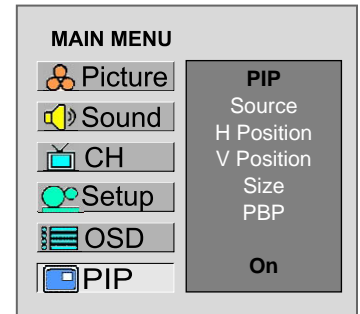 MAIN MENU
Picture
Sound
CH
Setup
OSD
PIP
PIP
Source
H Position
V Position
Size
PBP
On